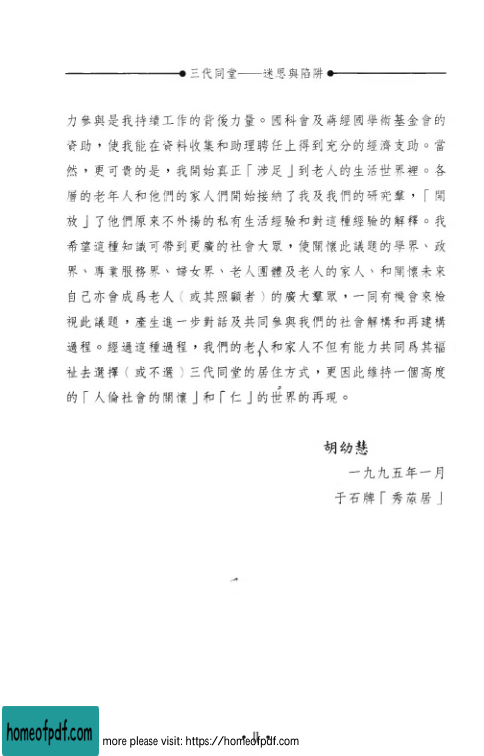 三代同堂——迷思與陷阱
力參與是我持續工作的背後力量。國科會及蔣經國學術基金會的
資助，使我能在資料收集和助理聘任上得到充分的經濟支助。當
然，更可貴的是，我開始真正「涉足」到老人的生活世界裡。各
層的老年人和他們的家人們開始接納了我及我們的研究羣，「開
放」了他們原來不外揚的私有生活經驗和對這種經驗的解釋。我
希望這種知識可帶到更廣的社會大眾，使關懷此議題的學界、政
界、專業服務界、婦女界、老人團體及老人的家人、和關懷未來
自己亦會成爲老人（或其照顧者）的廣大羣眾，一同有機會來檢
視此議題，產生進一步對話及共同參與我們的社會解構和再建構
過程。經過這種過程，我們的老人和家人不但有能力共同爲其福
祉去選擇（或不選）三代同堂的居住方式，更因此維持一個高度
的「人倫社會的關懷」和「仁」的世界的再現。
胡幼慧
一九九五年一月
于石牌「秀蓭居」
homeofpdf.com
more please visit: https://homeofpdf.com